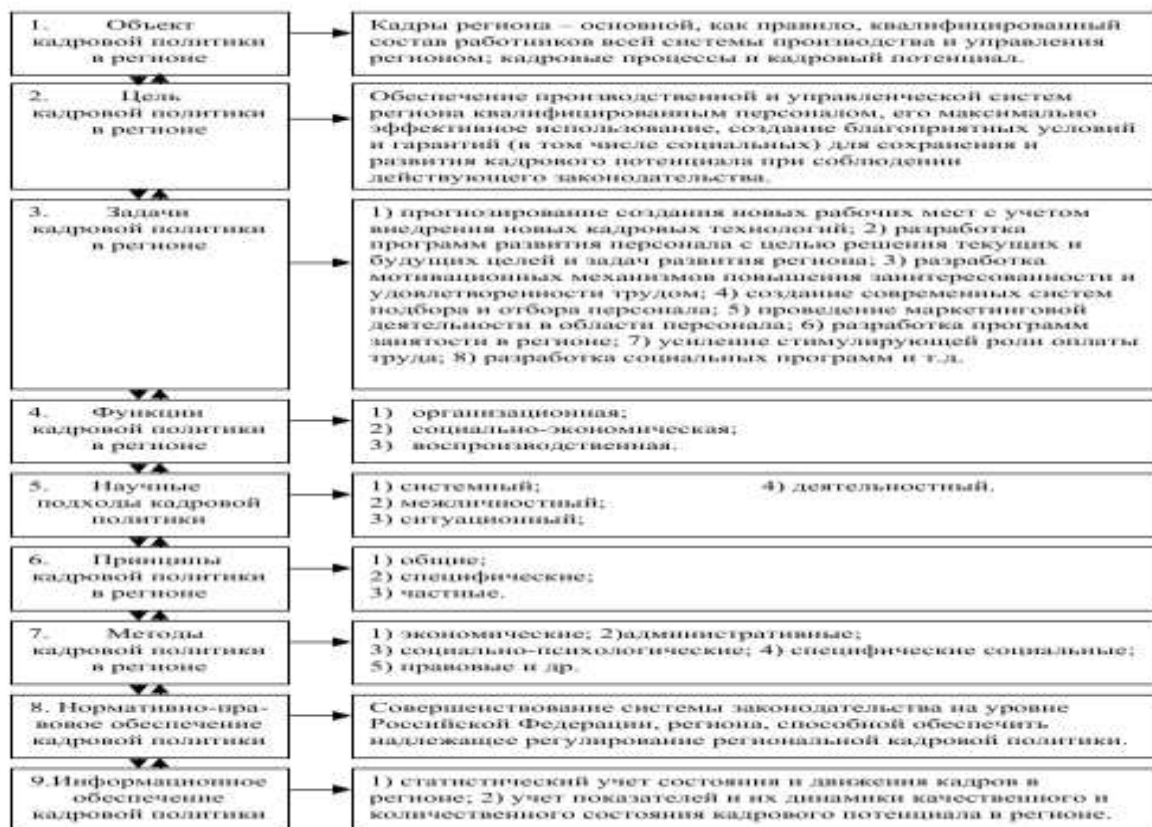 1. Объект
кадровой политики
в регионе
Кадры региона – основной, как правило, квалифицированный
состав работников всей системы производства и управления
регионом; кадровые процессы и кадровый потенциал.
2. Цель
кадровой политики
в регионе
Обеспечение производственной и управленческой систем
региона квалифицированным персоналом, его максимально
эффективное использование, создание благоприятных условий
и гарантий (в том числе социальных) для сохранения и
развития кадрового потенциала при соблюдении
действующего законодательства.
3. Задачи
кадровой политики
в регионе
1) прогнозирование создания новых рабочих мест с учетом
внедрения новых кадровых технологий; 2) разработка
программ развития персонала с целью решения текущих и
будущих целей и задач развития региона; 3) разработка
мотивационных механизмов повышения заинтересованности и
удовлетворенности трудом; 4) создание современных систем
подбора и отбора персонала; 5) проведение маркетинговой
деятельности в области персонала; 6) разработка программ
занятости в регионе; 7) усиление стимулирующей роли оплаты
труда; 8) разработка социальных программ и т.д.
4. Функции
кадровой политики
в регионе
1) организационная;
2) социально-экономическая;
3) воспроизводственная.
5. Научные
подходы кадровой
политики
1) системный; 4) деятельностный.
2) межличностный;
3) ситуационный;
6. Принципы
кадровой политики
в регионе
1) общие;
2) специфические;
3) частные.
7. Методы
кадровой политики
в регионе
1) экономические; 2)административные;
3) социально-психологические; 4) специфические социальные;
5) правовые и др.
8. Нормативно-пра-
вовое обеспечение
кадровой политики
Совершенствование системы законодательства на уровне
Российской Федерации, региона, способной обеспечить
надлежащее регулирование региональной кадровой политики.
9.Информационное
обеспечение
кадровой политики
1) статистический учет состояния и движения кадров в
регионе; 2) учет показателей и их динамики качественного и
количественного состояния кадрового потенциала в регионе.